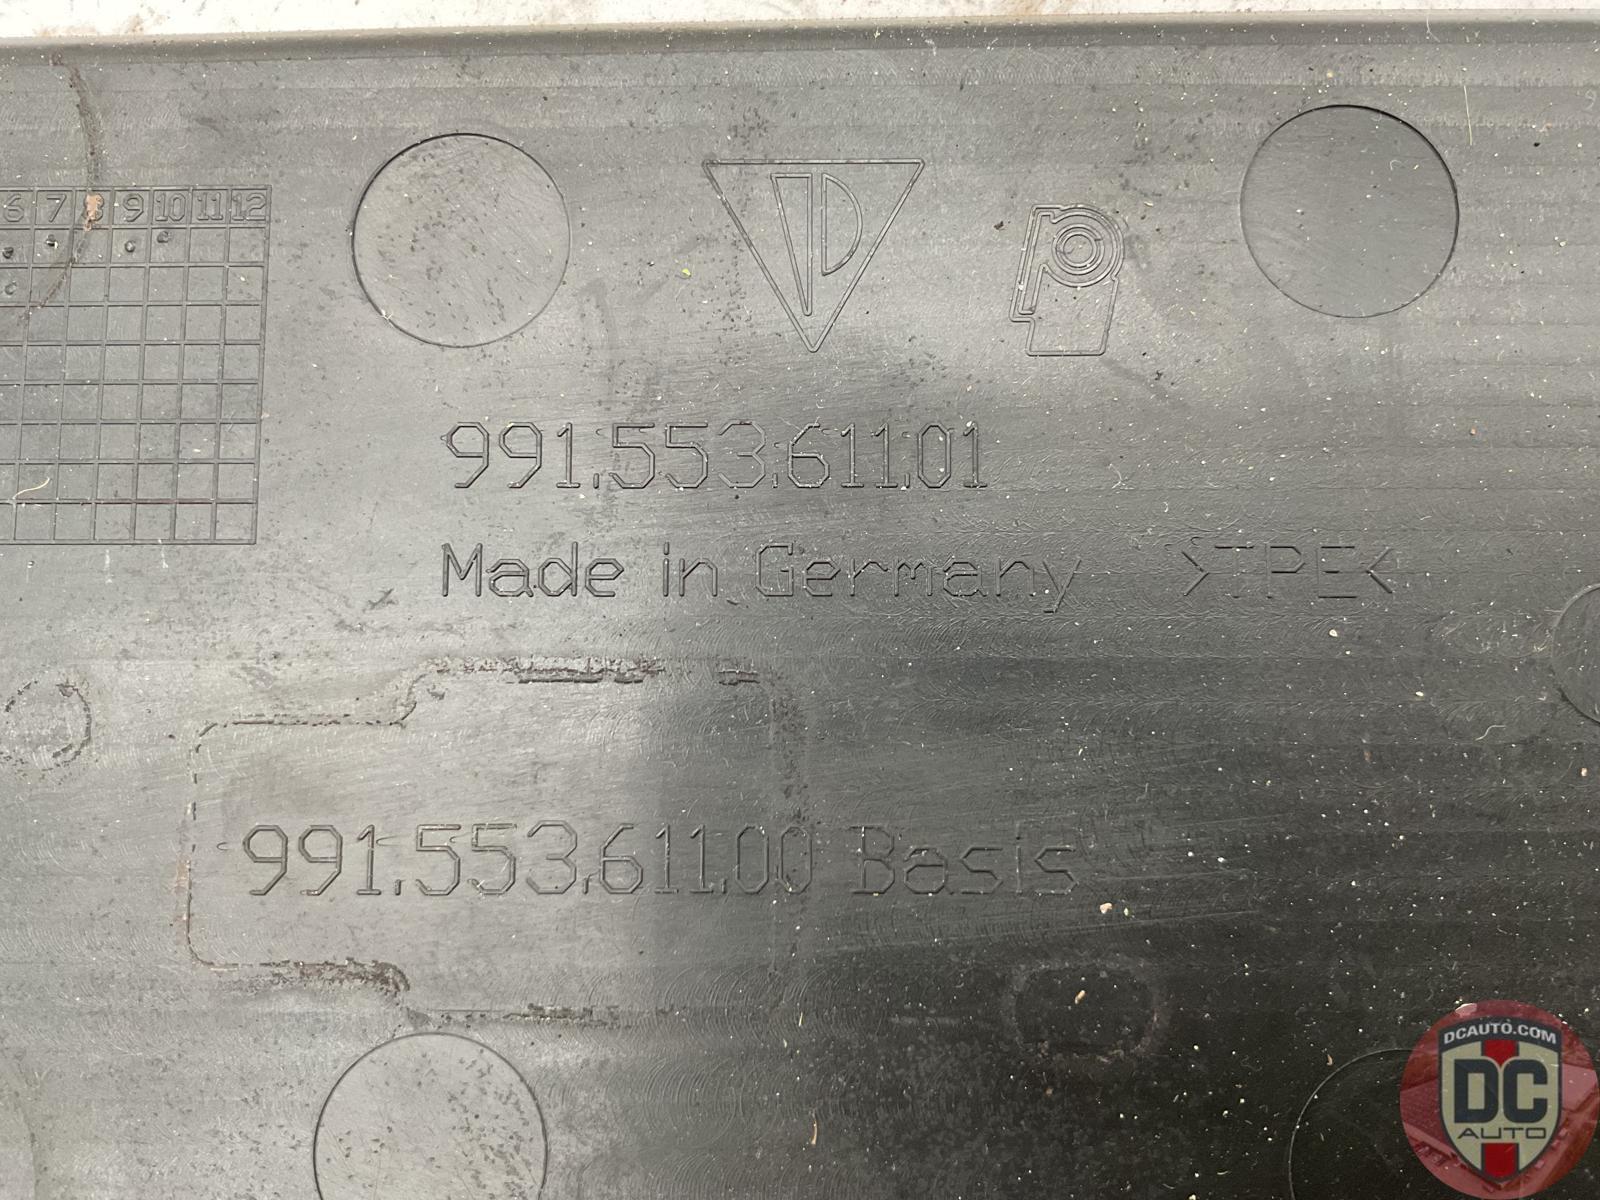 6 7 8 9 10 11 12
991.553.611.01
Made in Germany >TPE<
991.553.611.00 Basis
DCAUTO.COM
DC
AUTO